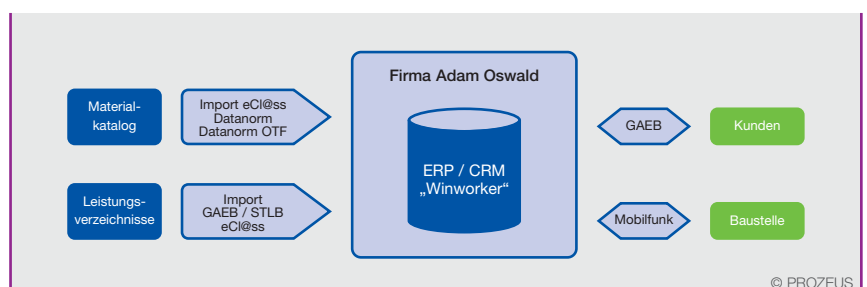 Firma Adam Oswald
Material-
katalog
Import eCl@ss
Datanorm
Datanorm OTF
GAEB
Kunden
ERP / CRM
„Winworker“
Leistungs-
verzeichnisse
Import
GAEB / STLB
eCl@ss
Mobilfunk
Baustelle
© PROZEUS